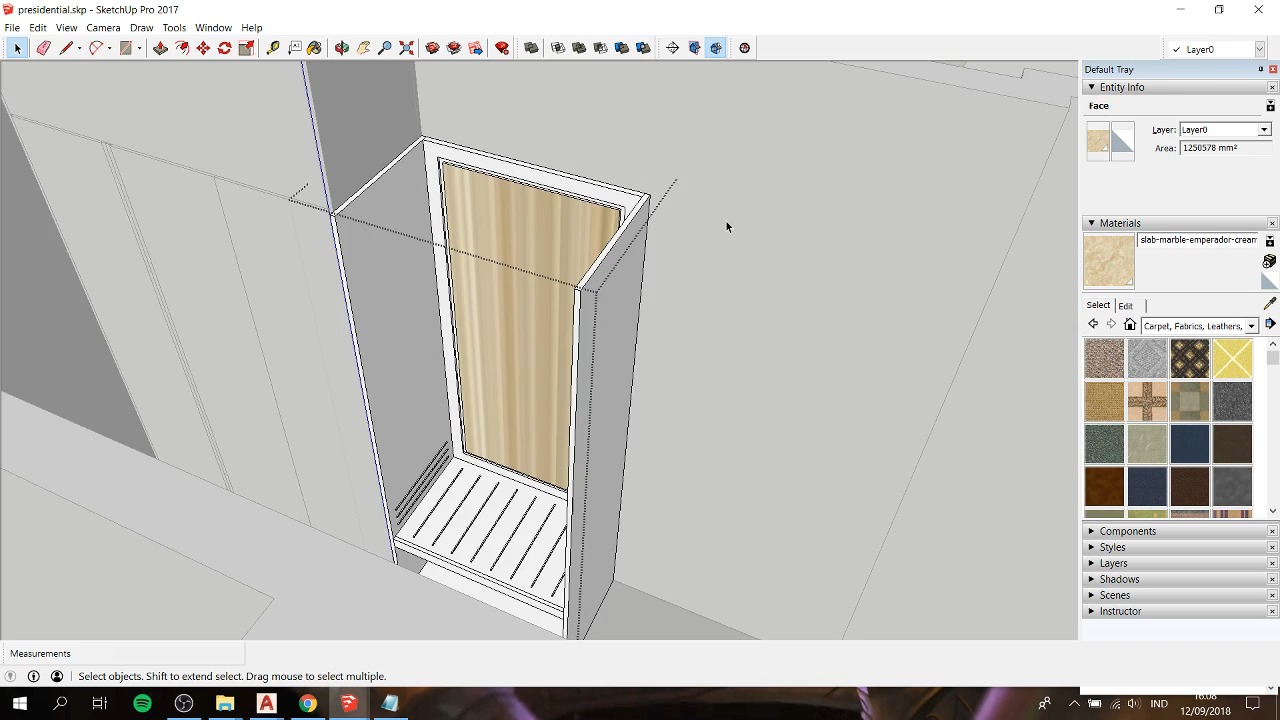 presidential.skp - SketchUp Pro 2017
File Edit View Camera Draw Tools Window Help
Layer0
Default Tray
Entity Info
Face
Layer: Layer0
Area: 1250578 mm²
Materials
slab-marble-emperador-cream
Select Edit
Carpet, Fabrics, Leathers,
Components
Styles
Layers
Shadows
Scenes
Instructor
Measurements
Select objects. Shift to extend select. Drag mouse to select multiple.
IND
16.08
12/09/2018